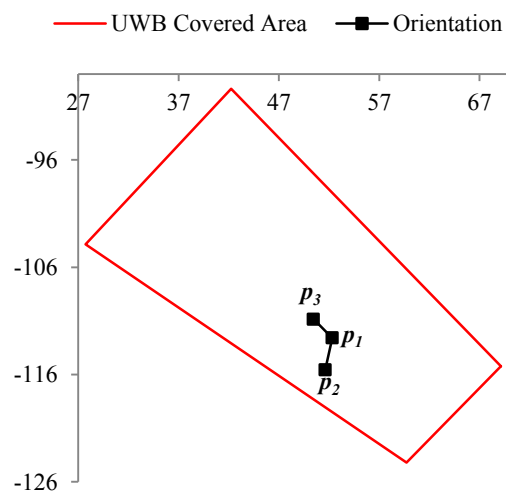 UWB Covered Area Orientation
27 37 47 57 67
-96
-106
p3
p1
-116
p2
-126